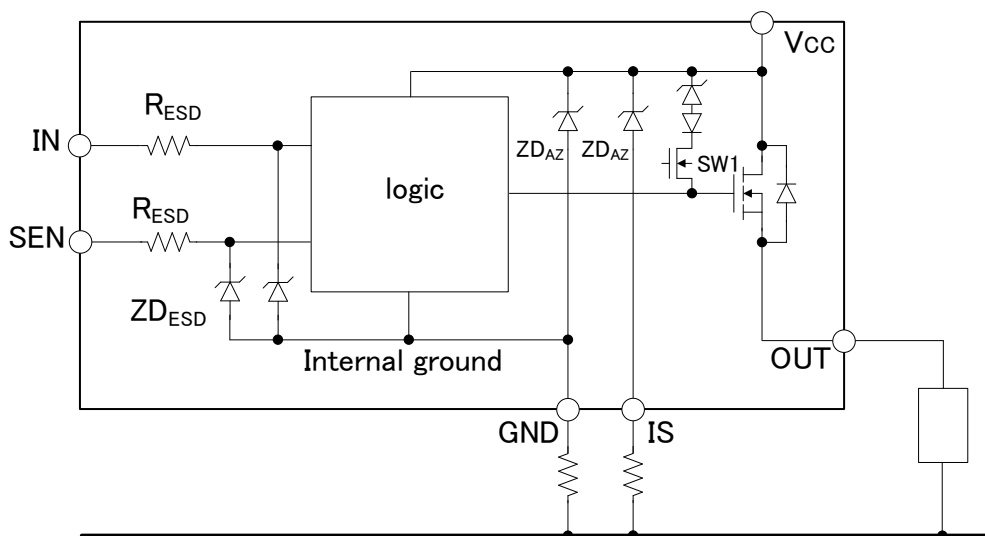 VCC
RESD
IN
ZDAZ
ZDAZ
SW1
logic
RESD
SEN
ZDESD
Internal ground
OUT
GND
IS